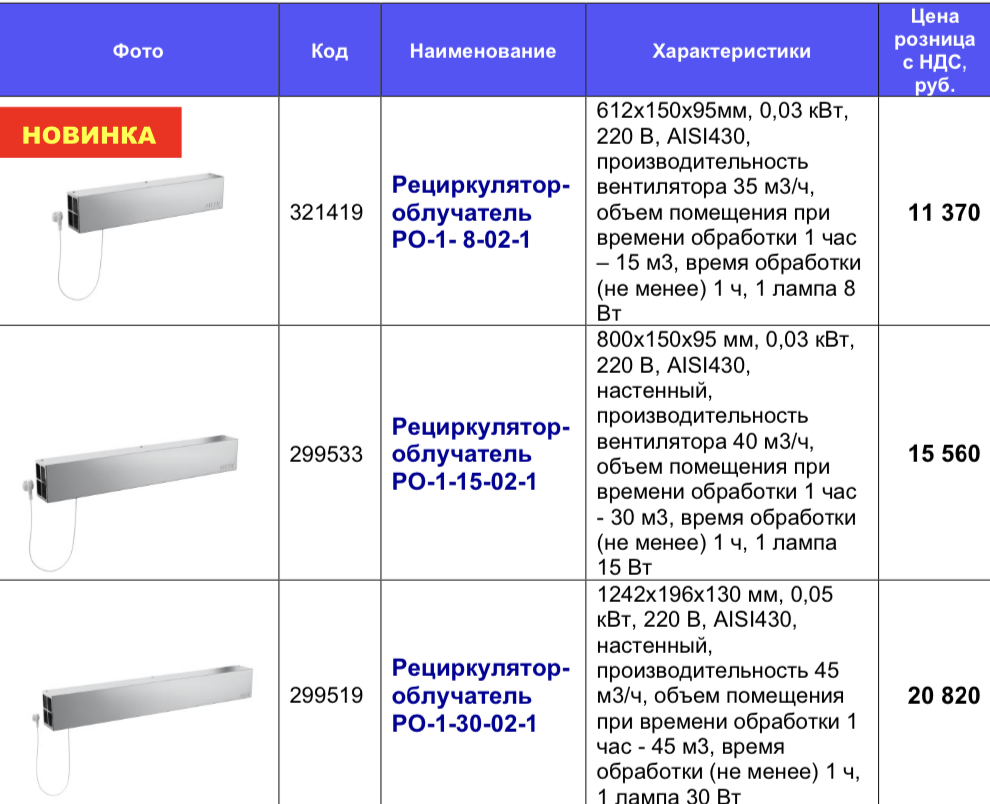 Фото
Код
Наименование
Характеристики
Цена
розница
с НДС,
руб.
НОВИНКА
321419
Рециркулятор-
облучатель
РО-1- 8-02-1
612х150х95мм, 0,03 кВт,
220 В, AISI430,
производительность
вентилятора 35 м3/ч,
объем помещения при
времени обработки 1 час
– 15 м3, время обработки
(не менее) 1 ч, 1 лампа 8
Вт
11 370
299533
Рециркулятор-
облучатель
РО-1-15-02-1
800х150х95 мм, 0,03 кВт,
220 В, AISI430,
настенный,
производительность
вентилятора 40 м3/ч,
объем помещения при
времени обработки 1 час
- 30 м3, время обработки
(не менее) 1 ч, 1 лампа
15 Вт
15 560
299519
Рециркулятор-
облучатель
РО-1-30-02-1
1242х196х130 мм, 0,05
кВт, 220 В, AISI430,
настенный,
производительность 45
м3/ч, объем помещения
при времени обработки 1
час - 45 м3, время
обработки (не менее) 1 ч,
1 лампа 30 Вт
20 820